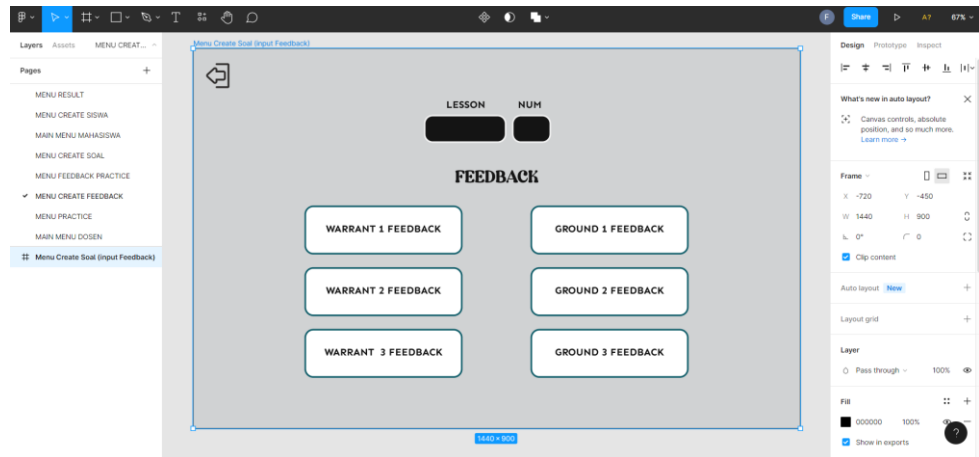 F
Share
A?
67%
Layers
Assets
MENU CREAT...
Pages
MENU RESULT
MENU CREATE SISWA
MAIN MENU MAHASISWA
MENU CREATE SOAL
MENU FEEDBACK PRACTICE
MENU CREATE FEEDBACK
MENU PRACTICE
MAIN MENU DOSEN
Menu Create Soal (input Feedback)
Menu Create Soal (input Feedback)
LESSON
NUM
FEEDBACK
WARRANT 1 FEEDBACK
GROUND 1 FEEDBACK
WARRANT 2 FEEDBACK
GROUND 2 FEEDBACK
WARRANT  3 FEEDBACK
GROUND 3 FEEDBACK
1440 × 900
Design
Prototype
Inspect
What's new in auto layout?
Canvas controls, absolute
position, and so much more.
Learn more →
Frame
X -720
Y -450
W 1440
H 900
0°
0
Clip content
Auto layout New
Layout grid
Layer
Pass through
100%
Fill
000000
100%
Show in exports
?